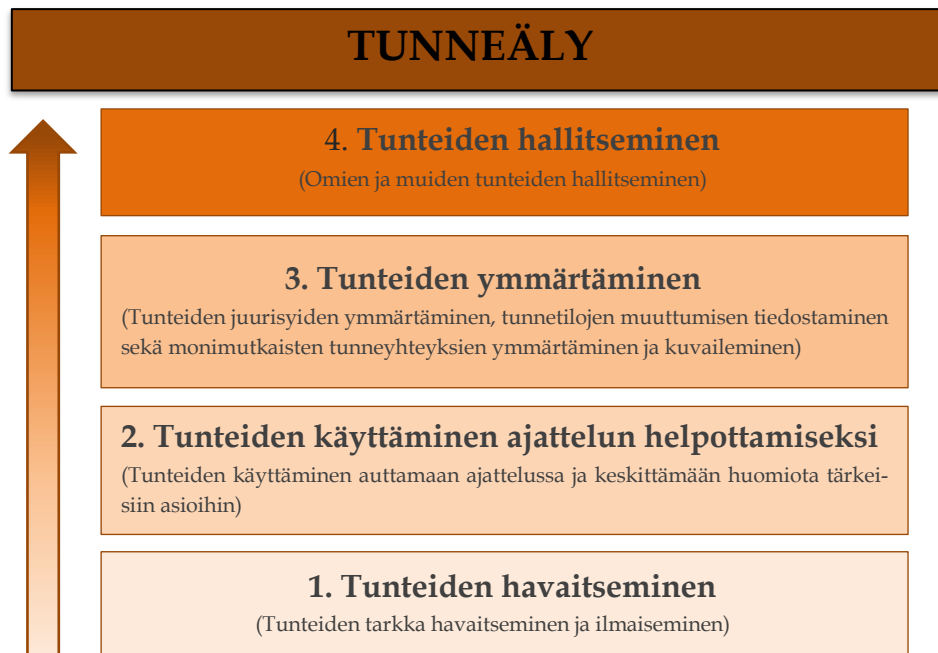 TUNNEÄLY
4. Tunteiden hallitseminen
(Omien ja muiden tunteiden hallitseminen)
3. Tunteiden ymmärtäminen
(Tunteiden juurisyiden ymmärtäminen, tunnetilojen muuttumisen tiedostaminen
sekä monimutkaisten tunneyhteyksien ymmärtäminen ja kuvaileminen)
2. Tunteiden käyttäminen ajattelun helpottamiseksi
(Tunteiden käyttäminen auttamaan ajattelussa ja keskittämään huomiota tärkei-
siin asioihin)
1. Tunteiden havaitseminen
(Tunteiden tarkka havaitseminen ja ilmaiseminen)